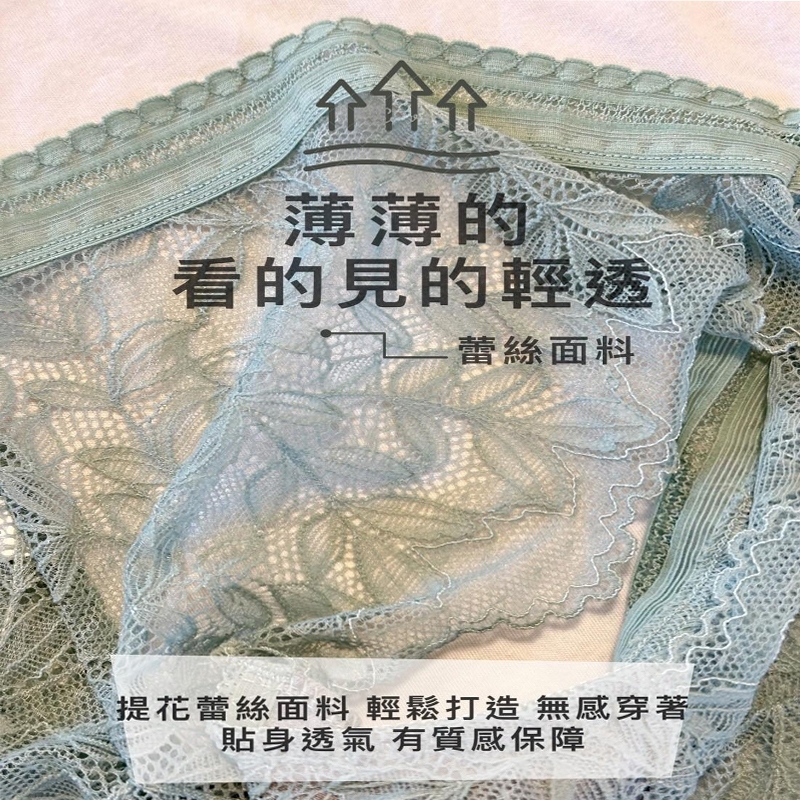 薄薄的
看的見的輕透
蕾絲面料
提花蕾絲面料 輕鬆打造 無感穿著
貼身透氣 有質感保障